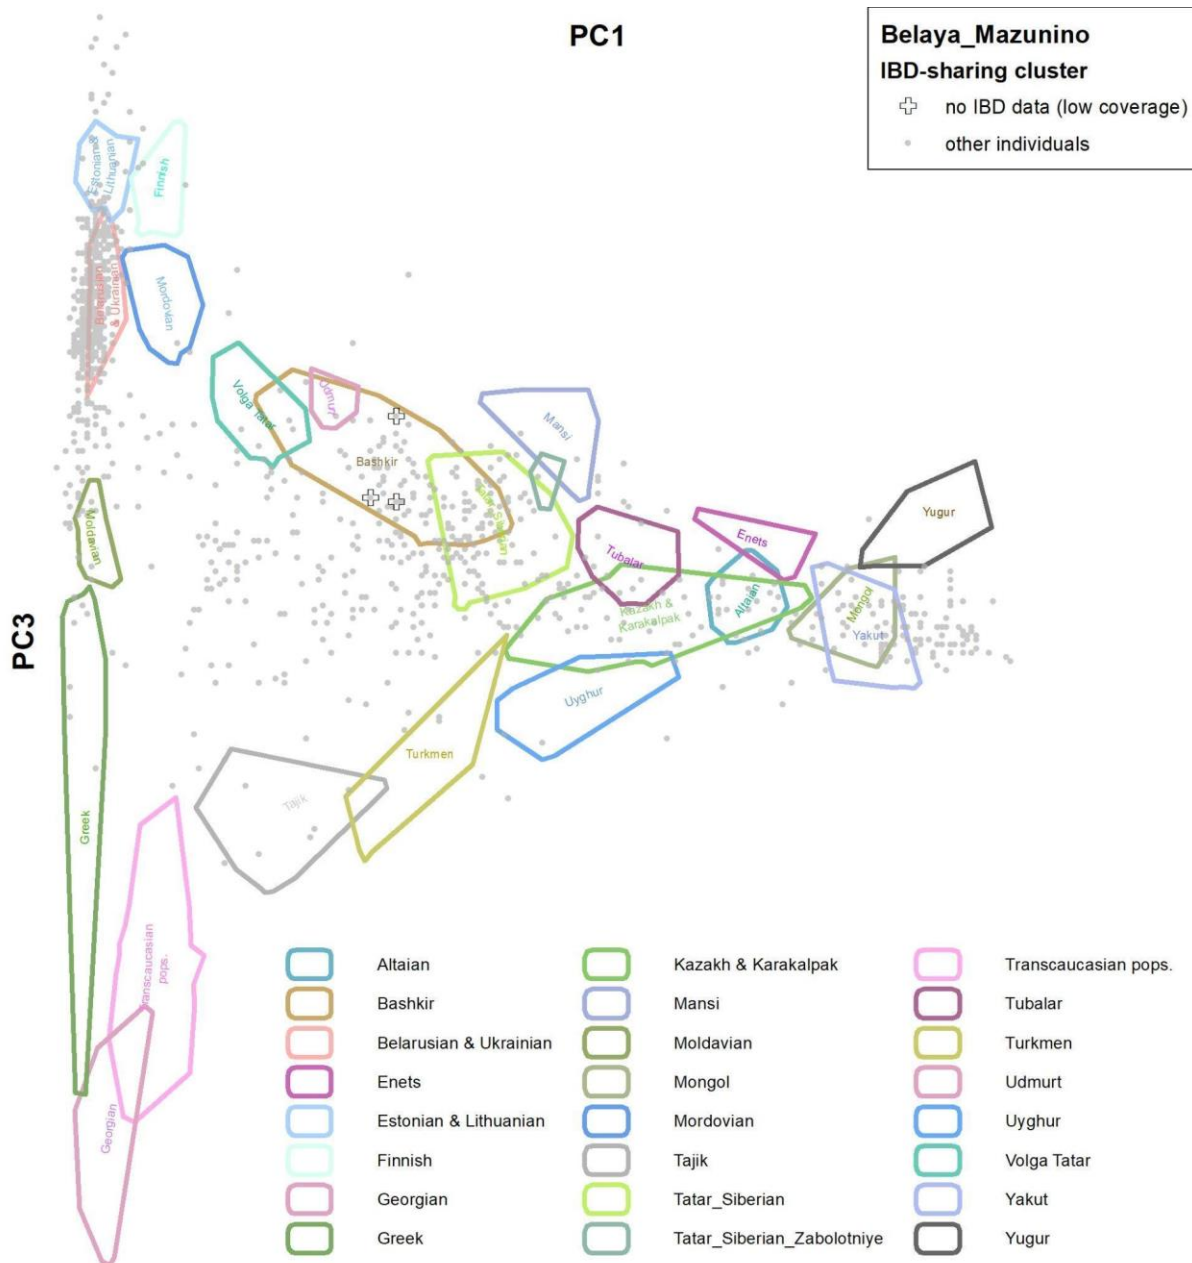 PC1
Belaya_Mazunino
IBD-sharing cluster
no IBD data (low coverage)
other individuals
Estonian &
Lithuanian
Finnish
Belarusian
& Ukrainian
Mordovian
Volga Tatar
Udmurt
Bashkir
Mansi
Tatar_Siberian
Yugur
Enets
Tubalar
Altaian
Mongol
Yakut
Kazakh &
Karakalpak
Moldavian
PC3
Uyghur
Turkmen
Tajik
Greek
Transcaucasian
pops.
Georgian
Altaian
Bashkir
Belarusian & Ukrainian
Enets
Estonian & Lithuanian
Finnish
Georgian
Greek
Kazakh & Karakalpak
Mansi
Moldavian
Mongol
Mordovian
Tajik
Tatar_Siberian
Tatar_Siberian_Zabolotniye
Transcaucasian pops.
Tubalar
Turkmen
Udmurt
Uyghur
Volga Tatar
Yakut
Yugur